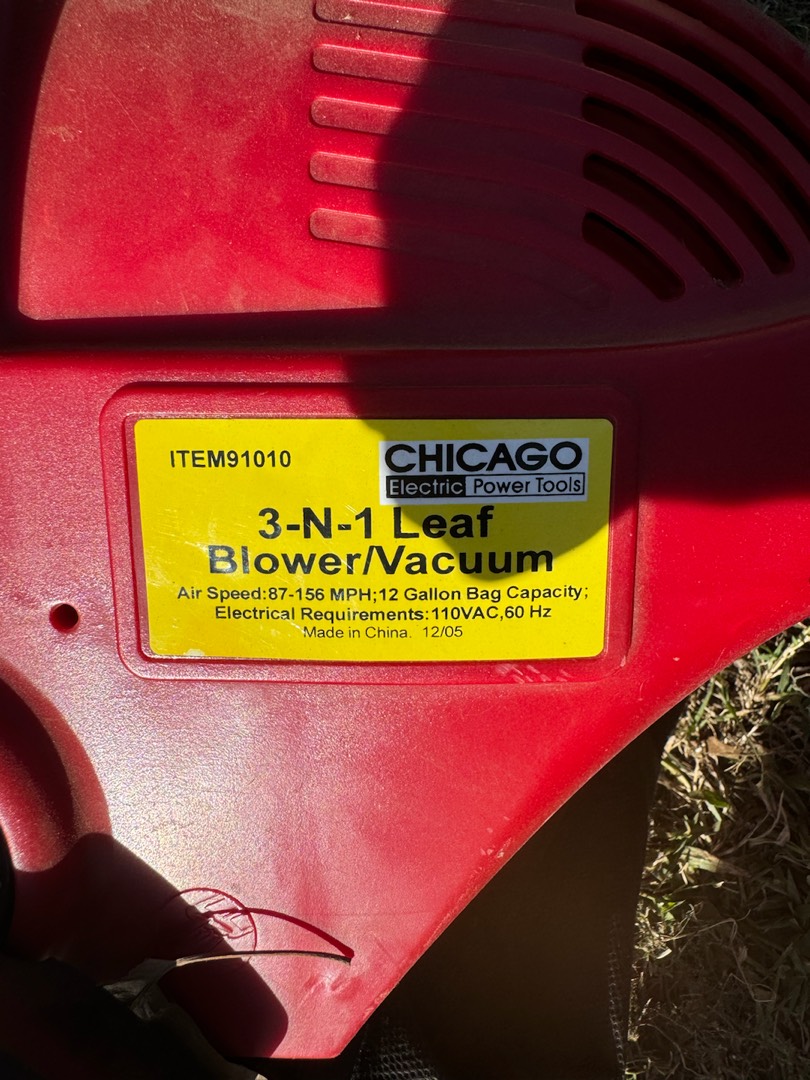 ITEM91010
CHICAGO
Electric Power Tools
3-N-1 Leaf
Blower/Vacuum
Air Speed:87-156 MPH;12 Gallon Bag Capacity;
Electrical Requirements:110VAC,60 Hz
Made in China. 12/05